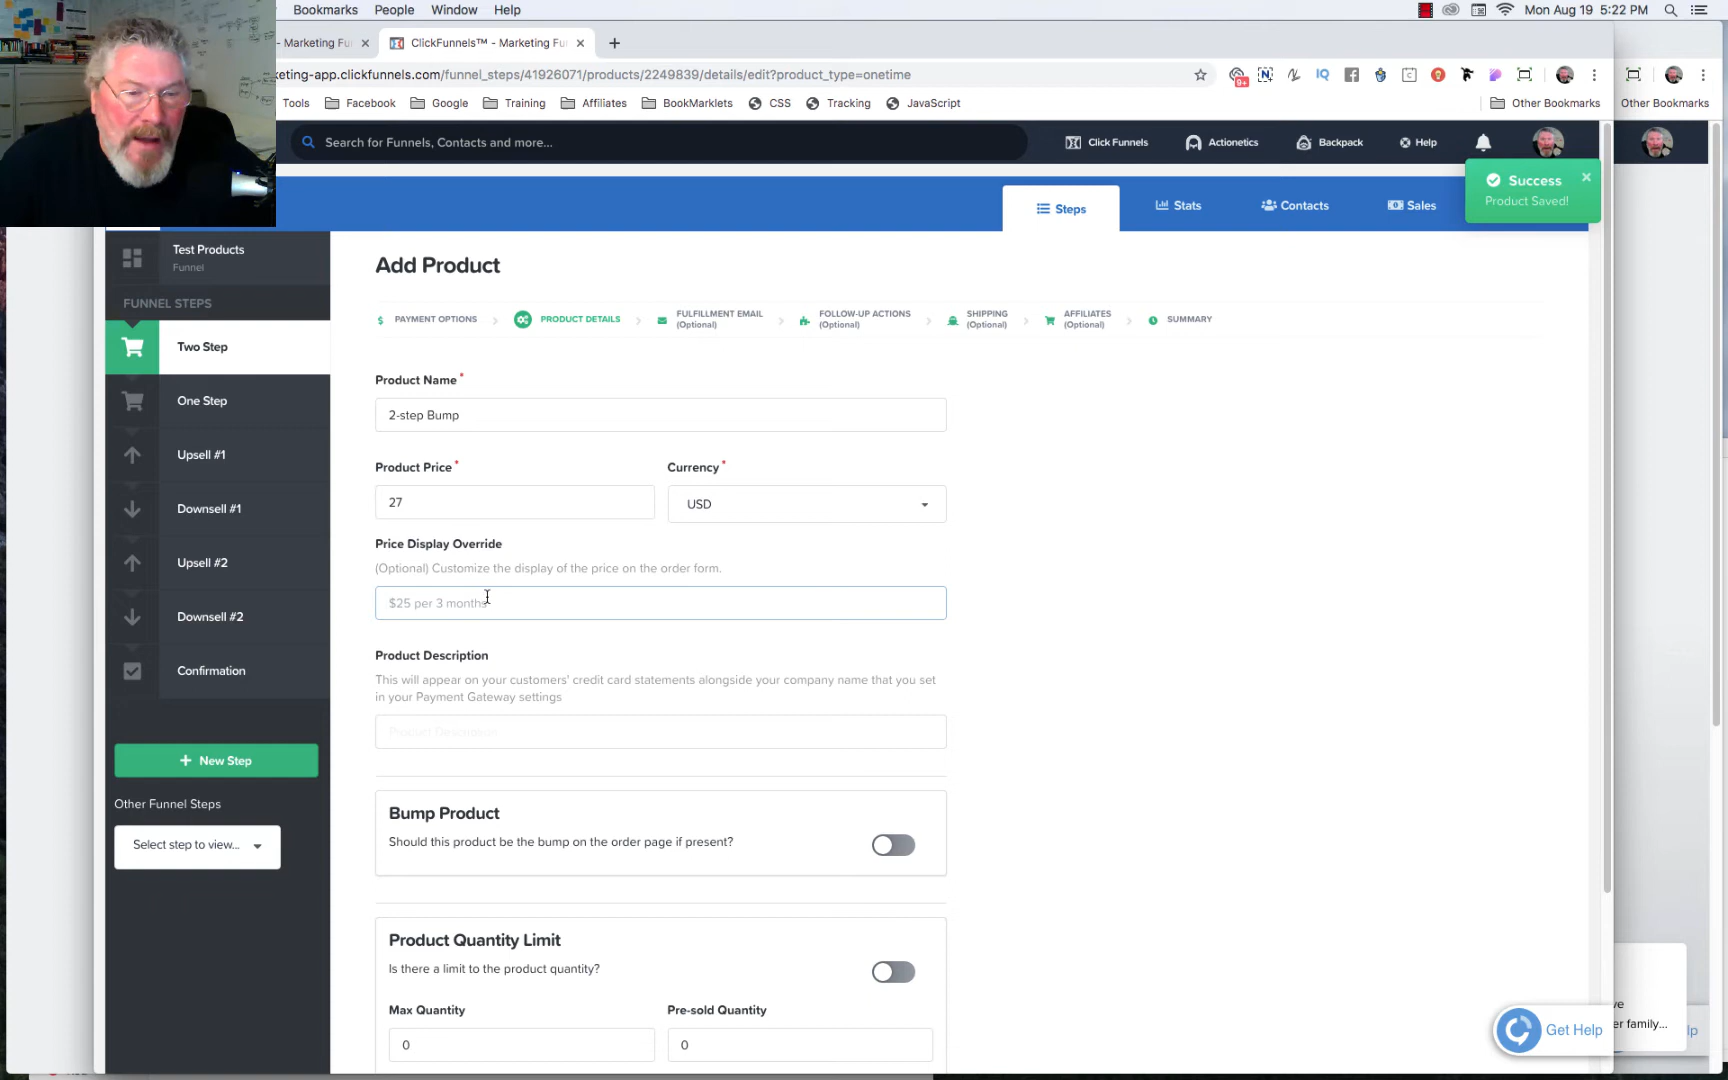 Bookmarks People Window Help
Mon Aug 19 5:22 PM
- Marketing Fu
ClickFunnels™ - Marketing Fu
keting-app.clickfunnels.com/funnel_steps/41926071/products/2249839/details/edit?product_type=onetime
Tools Facebook Google Training Affiliates BookMarklets CSS Tracking JavaScript Other Bookmarks Other Bookmarks
Search for Funnels, Contacts and more...
Click Funnels Actionetics Backpack Help
Success
Product Saved!
Steps Stats Contacts Sales
Test Products
Funnel
FUNNEL STEPS
Two Step
One Step
Upsell #1
Downsell #1
Upsell #2
Downsell #2
Confirmation
+ New Step
Other Funnel Steps
Select step to view...
Add Product
PAYMENT OPTIONS
PRODUCT DETAILS
FULFILLMENT EMAIL
(Optional)
FOLLOW-UP ACTIONS
(Optional)
SHIPPING
(Optional)
AFFILIATES
(Optional)
SUMMARY
Product Name *
2-step Bump
Product Price * Currency *
27 USD
Price Display Override
(Optional) Customize the display of the price on the order form.
$25 per 3 months
Product Description
This will appear on your customers' credit card statements alongside your company name that you set
in your Payment Gateway settings
Product Description
Bump Product
Should this product be the bump on the order page if present?
Product Quantity Limit
Is there a limit to the product quantity?
Max Quantity Pre-sold Quantity
0 0
Get Help
ve
er family...
lp